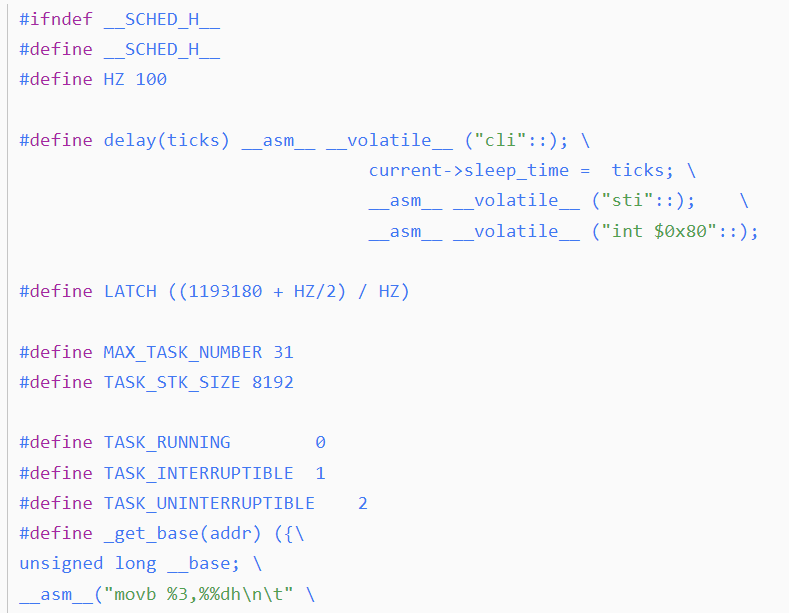 #ifndef __SCHED_H__
#define __SCHED_H__
#define HZ 100
#define delay(ticks) __asm__ __volatile__ ("cli"::); \
current->sleep_time =  ticks; \
__asm__ __volatile__ ("sti"::);    \
__asm__ __volatile__ ("int $0x80"::);
#define LATCH ((1193180 + HZ/2) / HZ)
#define MAX_TASK_NUMBER 31
#define TASK_STK_SIZE 8192
#define TASK_RUNNING        0
#define TASK_INTERRUPTIBLE  1
#define TASK_UNINTERRUPTIBLE    2
#define _get_base(addr) ({\
unsigned long __base; \
__asm__("movb %3,%%dh\n\t" \